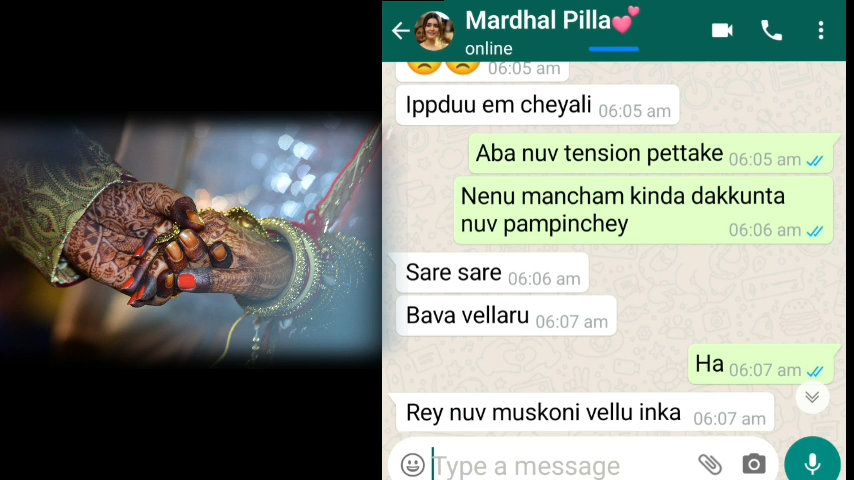 Mardhal Pilla💕
online
😞😞 06:05 am
Ippduu em cheyali 06:05 am
Aba nuv tension pettake 06:05 am
Nenu mancham kinda dakkunta
nuv pampinchey 06:06 am
Sare sare 06:06 am
Bava vellaru 06:07 am
Ha 06:07 am
Rey nuv muskoni vellu inka 06:07 am
Type a message